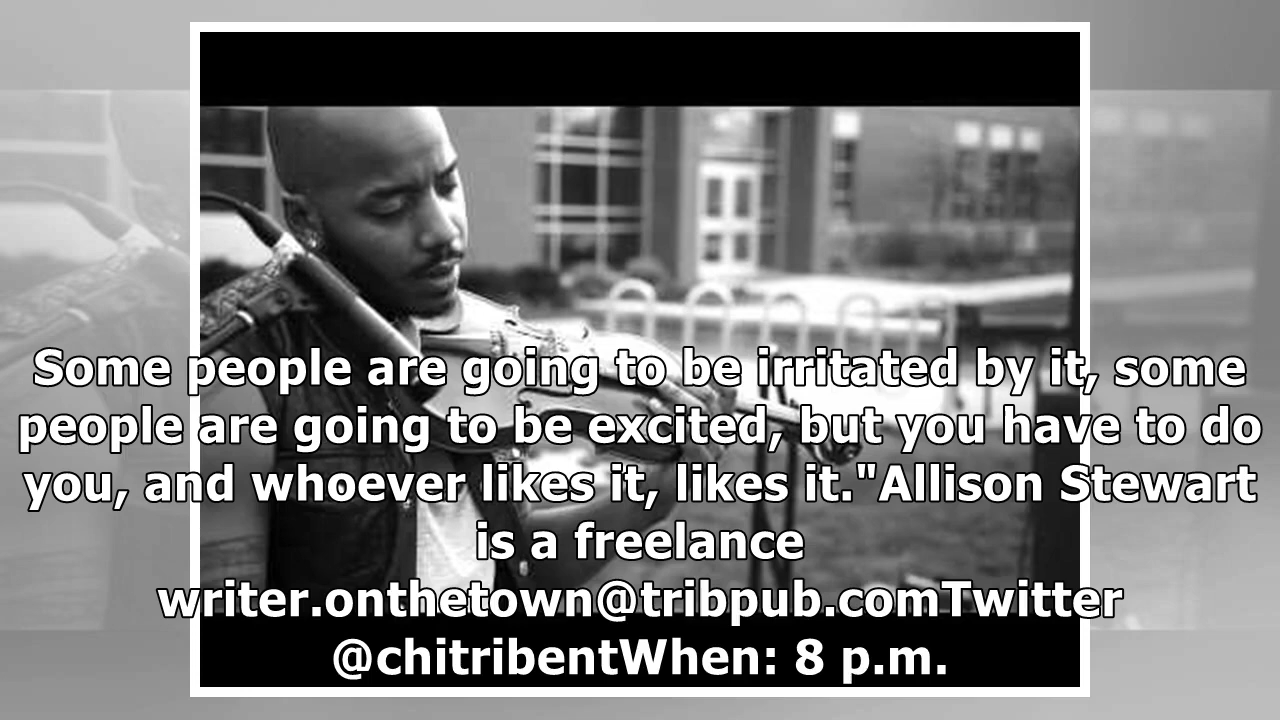 Some people are going to be irritated by it, some
people are going to be excited, but you have to do
you, and whoever likes it, likes it."Allison Stewart
is a freelance
writer.onthetown@tribpub.comTwitter
@chitribentWhen: 8 p.m.